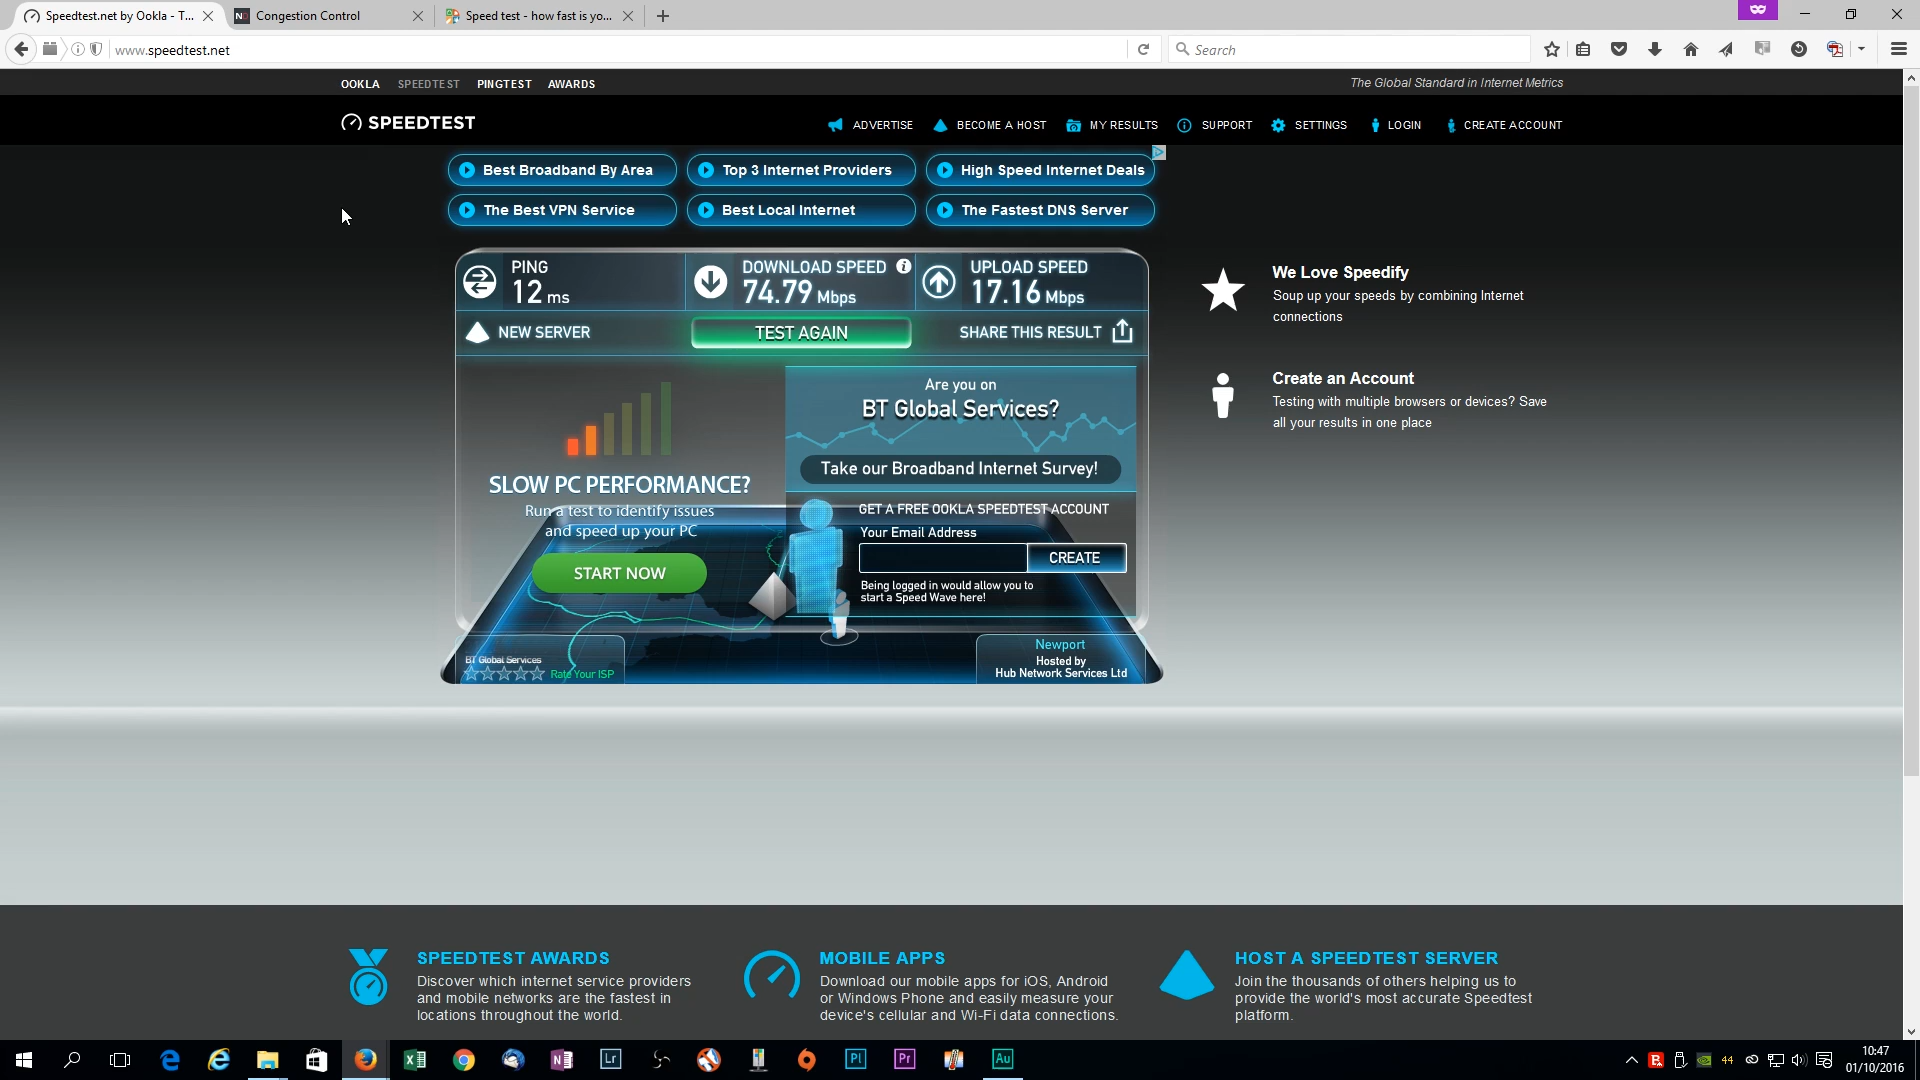 Speedtest.net by Ookla - T...
Congestion Control
Speed test - how fast is yo...
www.speedtest.net
Search
OOKLA SPEEDTEST PINGTEST AWARDS
The Global Standard in Internet Metrics
SPEEDTEST
ADVERTISE BECOME A HOST MY RESULTS SUPPORT SETTINGS LOGIN CREATE ACCOUNT
Best Broadband By Area
Top 3 Internet Providers
High Speed Internet Deals
The Best VPN Service
Best Local Internet
The Fastest DNS Server
PING
12 ms
DOWNLOAD SPEED
74.79 Mbps
UPLOAD SPEED
17.16 Mbps
NEW SERVER
TEST AGAIN
SHARE THIS RESULT
SLOW PC PERFORMANCE?
Run a test to identify issues
and speed up your PC
START NOW
Are you on
BT Global Services?
Take our Broadband Internet Survey!
GET A FREE OOKLA SPEEDTEST ACCOUNT
Your Email Address
CREATE
Being logged in would allow you to
start a Speed Wave here!
BT Global Services
Rate Your ISP
Newport
Hosted by
Hub Network Services Ltd
We Love Speedify
Soup up your speeds by combining Internet
connections
Create an Account
Testing with multiple browsers or devices? Save
all your results in one place
SPEEDTEST AWARDS
Discover which internet service providers
and mobile networks are the fastest in
locations throughout the world.
MOBILE APPS
Download our mobile apps for iOS, Android
or Windows Phone and easily measure your
device's cellular and Wi-Fi data connections.
HOST A SPEEDTEST SERVER
Join the thousands of others helping us to
provide the world's most accurate Speedtest
platform.
Lr
Pl
Pr
Au
44
10:47
01/10/2016